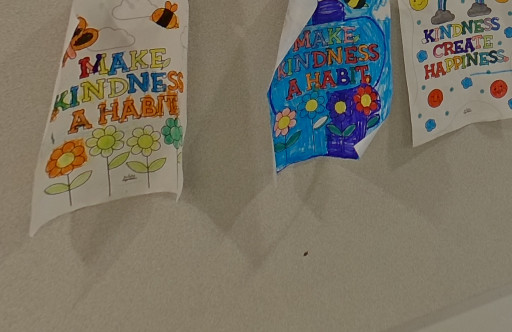 MAKE
KINDNESS
A HABIT
MAKE
KINDNESS
A HABIT
KINDNESS
CREATE
HAPPINESS